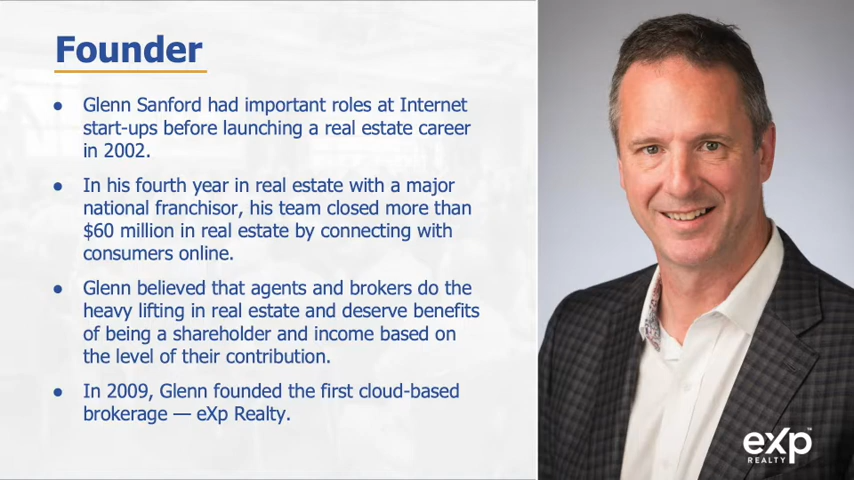 Founder
● Glenn Sanford had important roles at Internet
start-ups before launching a real estate career
in 2002.
● In his fourth year in real estate with a major
national franchisor, his team closed more than
$60 million in real estate by connecting with
consumers online.
● Glenn believed that agents and brokers do the
heavy lifting in real estate and deserve benefits
of being a shareholder and income based on
the level of their contribution.
● In 2009, Glenn founded the first cloud-based
brokerage — eXp Realty.
eXp™
REALTY